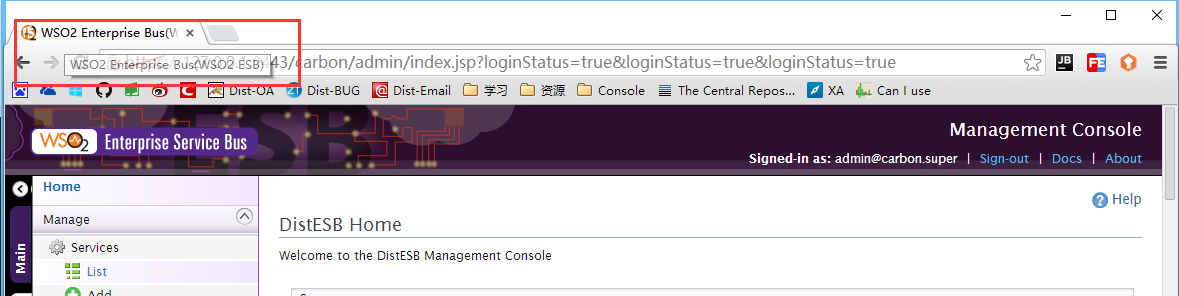 WSO2 Enterprise Bus(W
WSO2 Enterprise Bus(WSO2 ESB)
43/carbon/admin/index.jsp?loginStatus=true&loginStatus=true&loginStatus=true
Dist-OA Dist-BUG Dist-Email 学习 资源 Console The Central Repos... XA Can I use
WSO2 Enterprise Service Bus
Management Console
Signed-in as: admin@carbon.super | Sign-out | Docs | About
Home
Help
Manage
DistESB Home
Main
Services
Welcome to the DistESB Management Console
List
Add